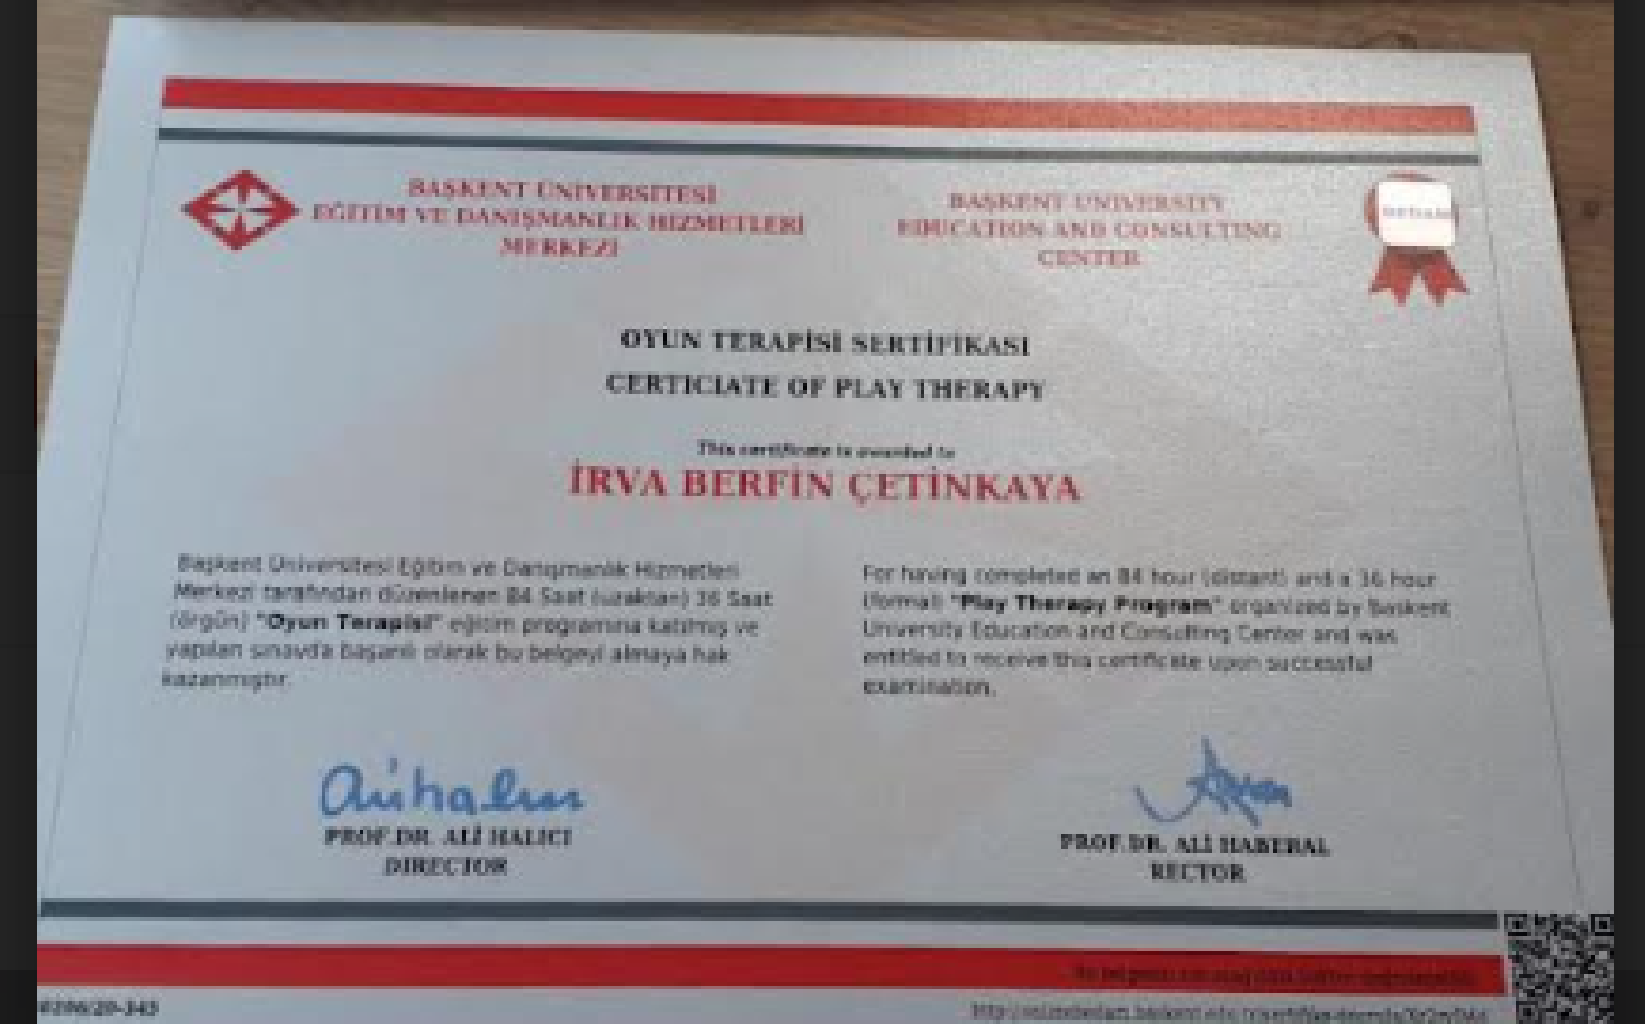 BAŞKENT ÜNİVERSİTESİ
EĞİTİM VE DANIŞMANLIK HİZMETLERİ
MERKEZİ
BAŞKENT UNIVERSITY
EDUCATION AND CONSULTING
CENTER
OYUN TERAPİSİ SERTİFİKASI
CERTICIATE OF PLAY THERAPY
This certificate is awarded to
İRVA BERFİN ÇETİNKAYA
Başkent Üniversitesi Eğitim ve Danışmanlık Hizmetleri
Merkezi tarafından düzenlenen 84 Saat (uzaktan) 36 Saat
(örgün) "Oyun Terapisi" eğitim programına katılmış ve
yapılan sınavda başarılı olarak bu belgeyi almaya hak
kazanmıştır.
For having completed an 84 hour (distant) and a 36 hour
(formal) "Play Therapy Program" organized by Baskent
University Education and Consulting Center and was
entitled to receive this certificate upon successful
examination.
PROF.DR. ALİ HALICI
DIRECTOR
PROF.DR. ALİ HABERAL
RECTOR